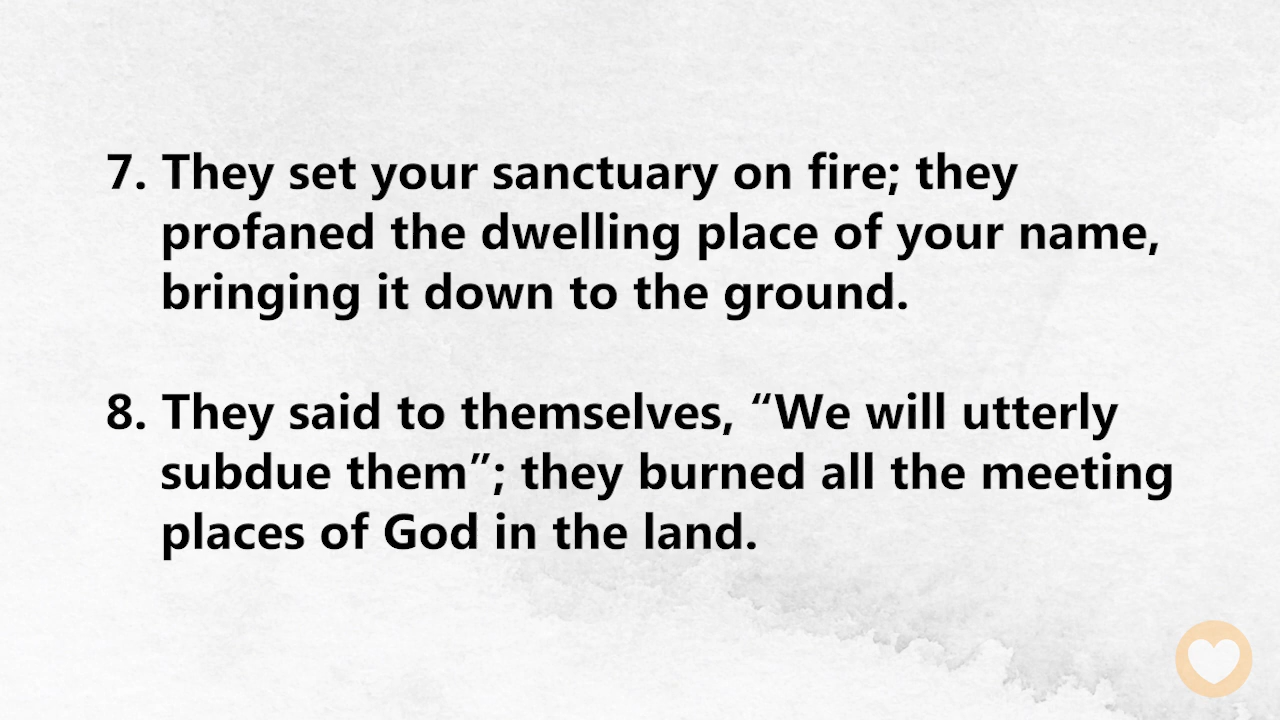 7. They set your sanctuary on fire; they
profaned the dwelling place of your name,
bringing it down to the ground.
8. They said to themselves, “We will utterly
subdue them”; they burned all the meeting
places of God in the land.